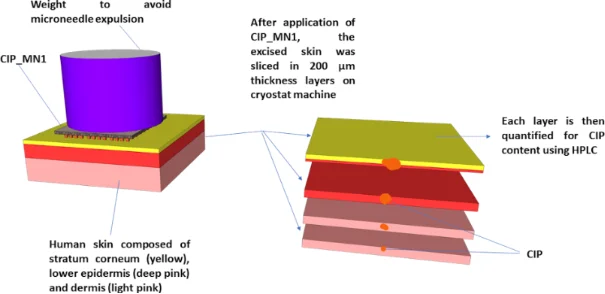 Weight to avoid
microneedle expulsion
CIP_MN1
After application of
CIP_MN1, the
excised skin was
sliced in 200 µm
thickness layers on
cryostat machine
Each layer is then
quantified for CIP
content using HPLC
Human skin composed of
stratum corneum (yellow),
lower epidermis (deep pink)
and dermis (light pink)
CIP